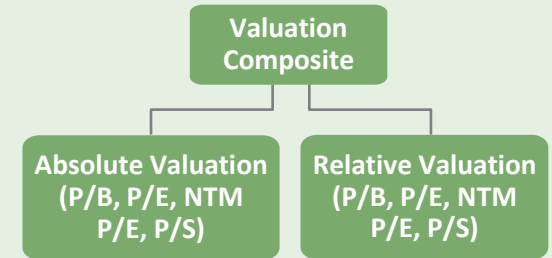 Valuation
Composite
Absolute Valuation
(P/B, P/E, NTM
P/E, P/S)
Relative Valuation
(P/B, P/E, NTM
P/E, P/S)